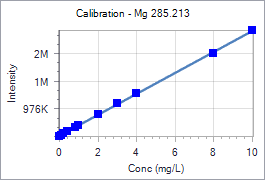 Calibration - Mg 285.213
Intensity
2M
1M
976K
0 2 4 6 8 10
Conc (mg/L)